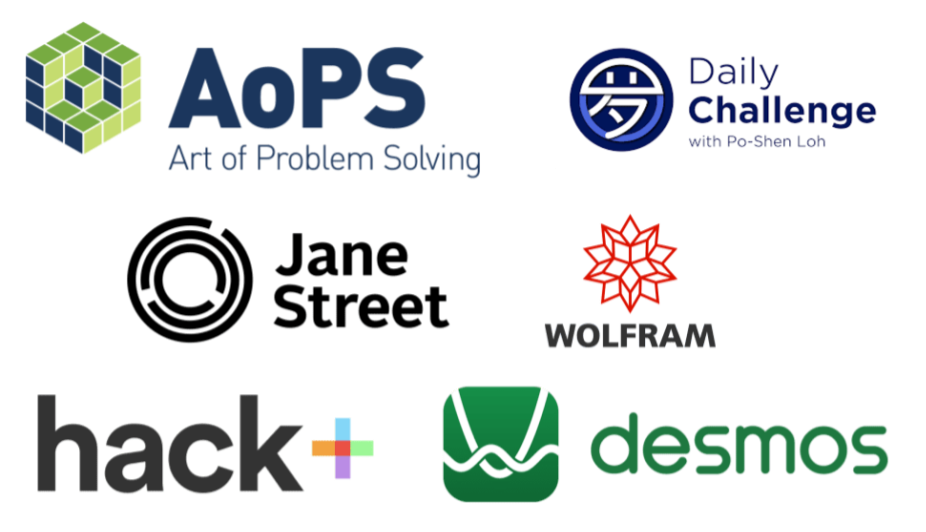 AoPS
Art of Problem Solving
Daily
Challenge
with Po-Shen Loh
Jane
Street
WOLFRAM
hack+
desmos